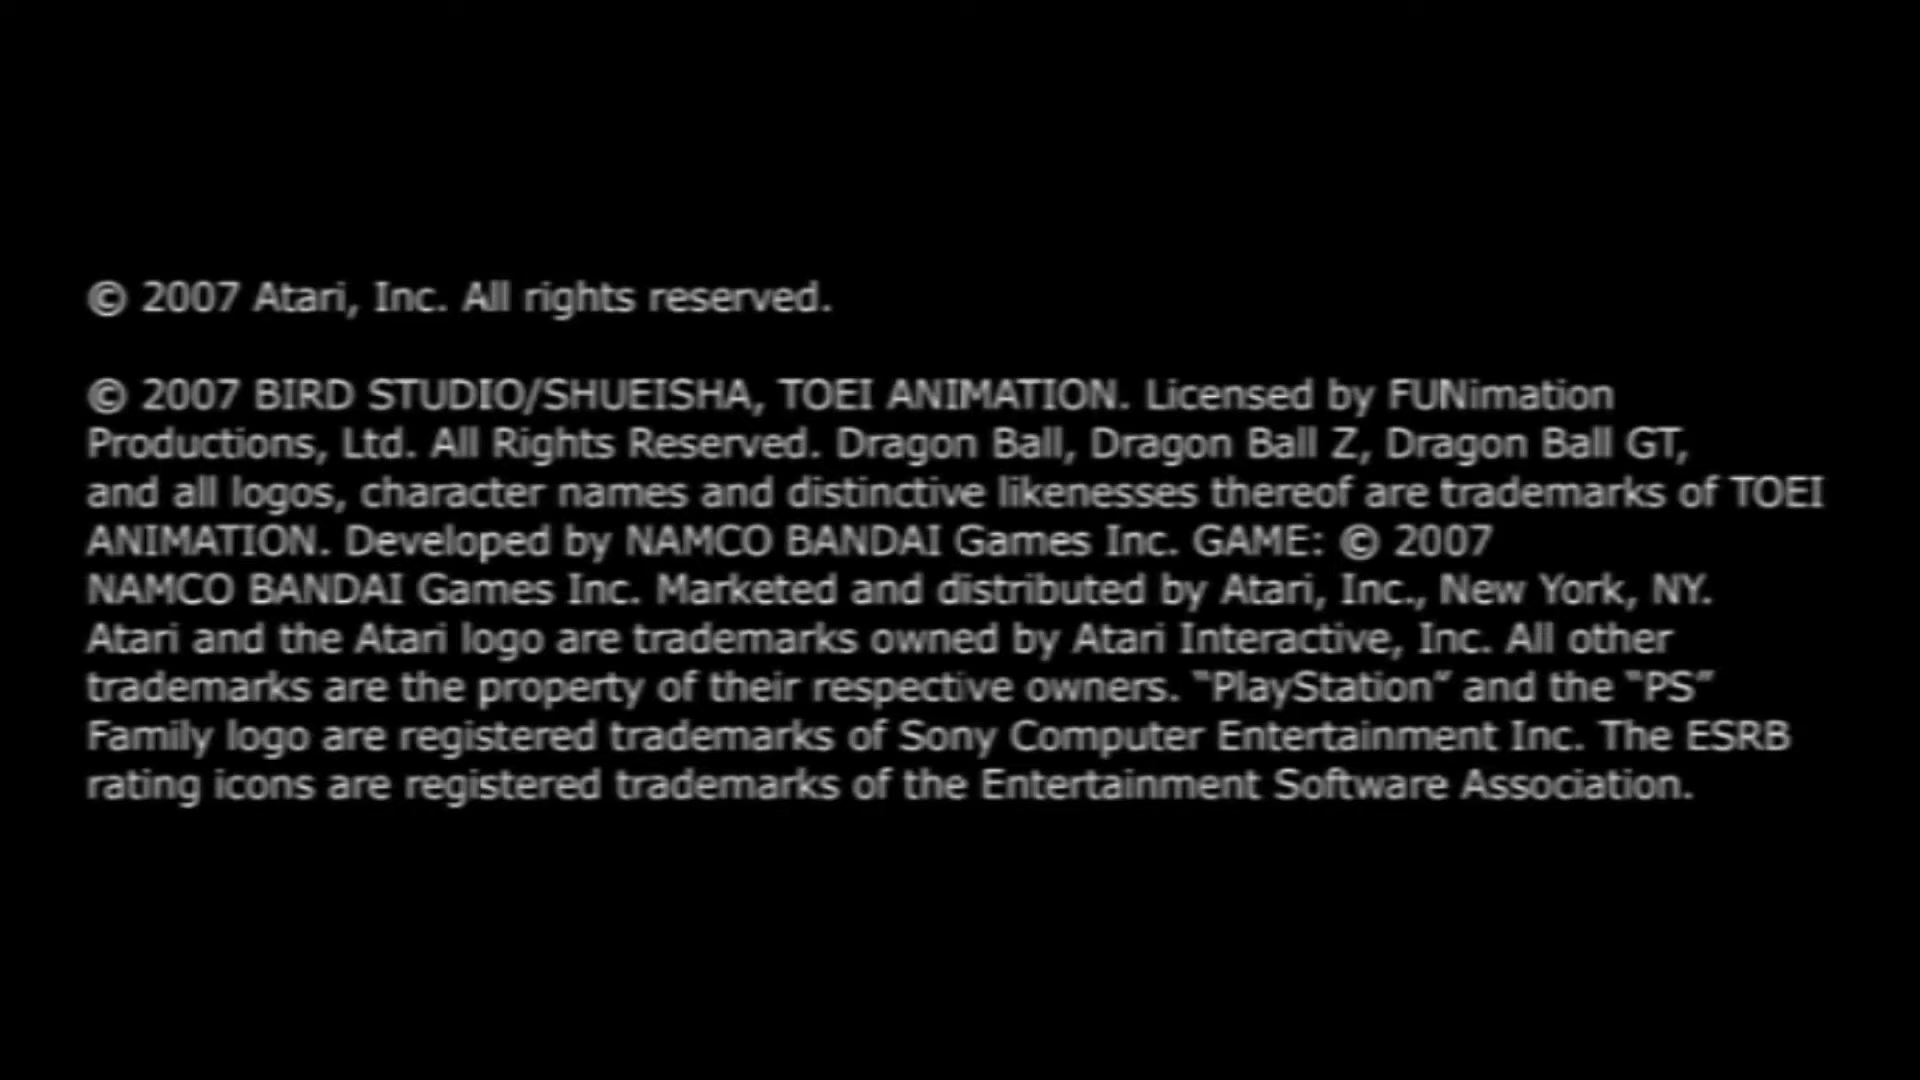 © 2007 Atari, Inc. All rights reserved.
© 2007 BIRD STUDIO/SHUEISHA, TOEI ANIMATION. Licensed by FUNimation
Productions, Ltd. All Rights Reserved. Dragon Ball, Dragon Ball Z, Dragon Ball GT,
and all logos, character names and distinctive likenesses thereof are trademarks of TOEI
ANIMATION. Developed by NAMCO BANDAI Games Inc. GAME: © 2007
NAMCO BANDAI Games Inc. Marketed and distributed by Atari, Inc., New York, NY.
Atari and the Atari logo are trademarks owned by Atari Interactive, Inc. All other
trademarks are the property of their respective owners. “PlayStation” and the “PS”
Family logo are registered trademarks of Sony Computer Entertainment Inc. The ESRB
rating icons are registered trademarks of the Entertainment Software Association.